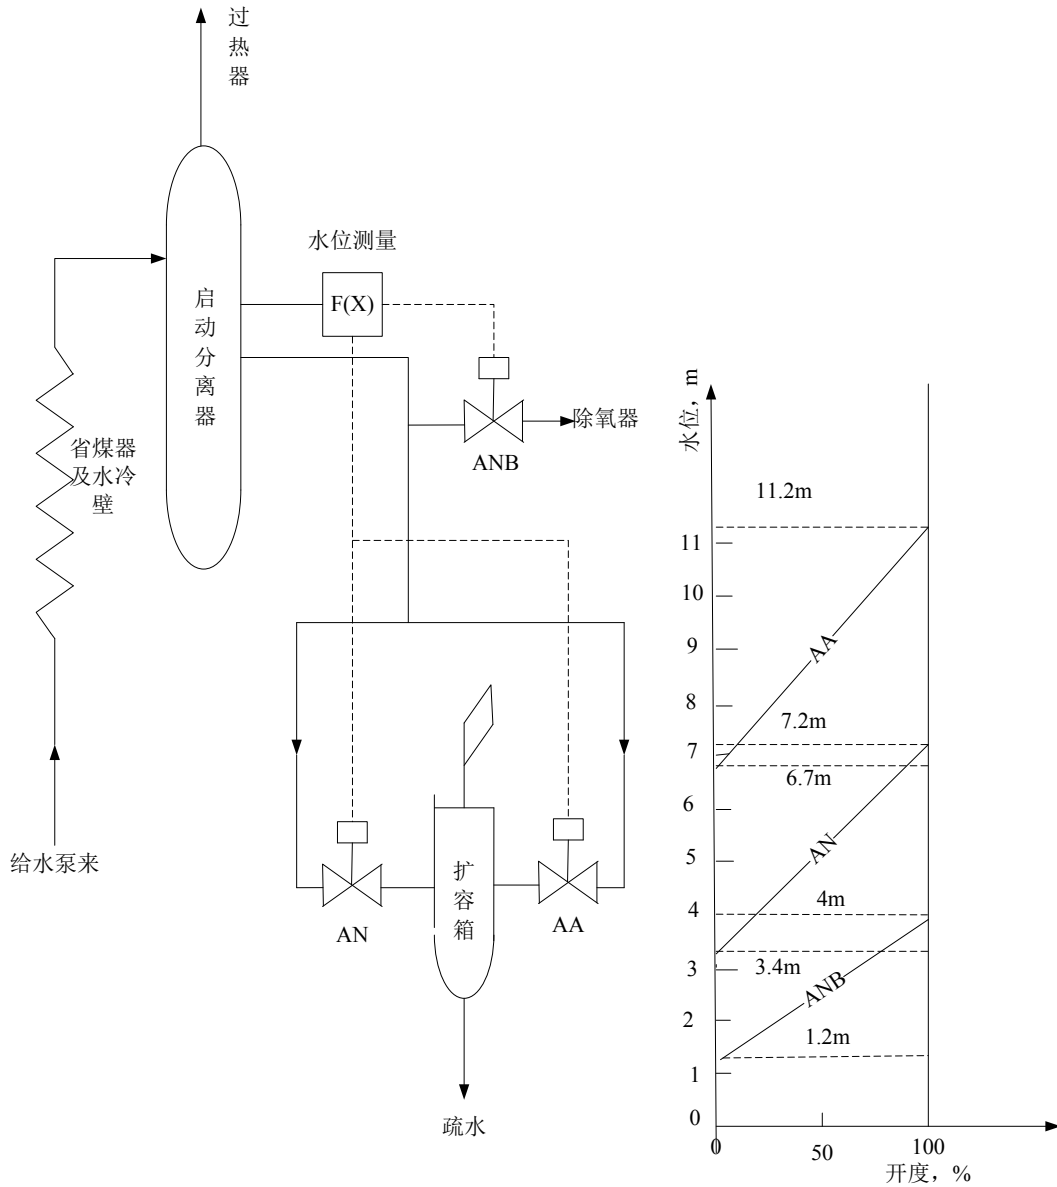 过
热
器
水位测量
F(X)
启
动
分
离
器
省煤器
及水冷
壁
除氧器
ANB
给水泵来
AN
扩
容
箱
AA
疏水
水位，m
11.2m
11
10
9
AA
8
7.2m
7
6.7m
6
AN
5
4m
4
3.4m
3
ANB
2
1.2m
1
0
0
50
100
开度，%